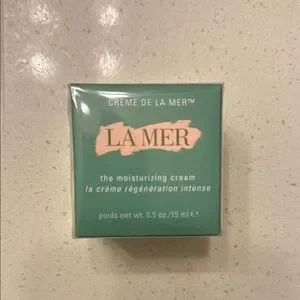 CRÈME DE LA MER™
LA MER
the moisturizing cream
la crème régénération intense
poids net wt. 0.5 oz./15 ml ℮